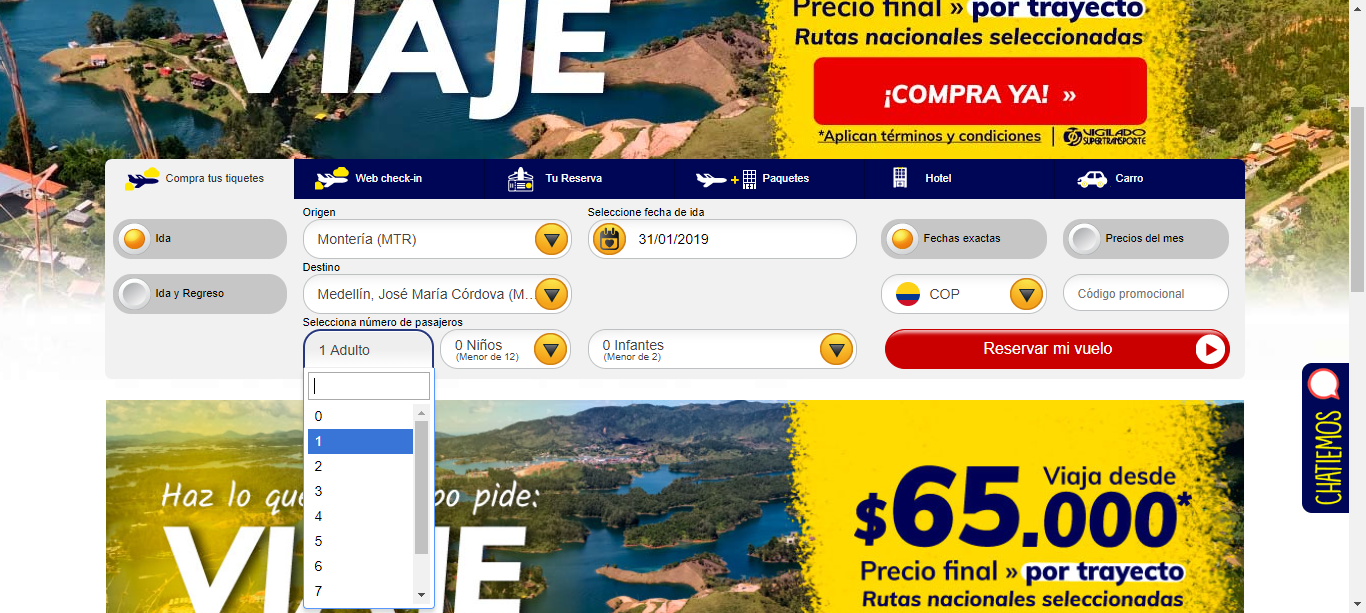 VIAJE
Precio final » por trayecto
Rutas nacionales seleccionadas
¡COMPRA YA! »
*Aplican términos y condiciones | VIGILADO
SUPERTRANSPORTE
Compra tus tiquetes
Web check-in
Tu Reserva
Paquetes
Hotel
Carro
Ida
Ida y Regreso
Origen
Montería (MTR)
Seleccione fecha de ida
31/01/2019
Fechas exactas
Precios del mes
Destino
Medellín, José María Córdova (M...
COP
Código promocional
Selecciona número de pasajeros
1 Adulto
0 Niños
(Menor de 12)
0 Infantes
(Menor de 2)
Reservar mi vuelo
0
1
2
3
4
5
6
7
CHATIEMOS
Haz lo que po pide:
Viaja desde
$65.000*
Precio final » por trayecto
Rutas nacionales seleccionadas